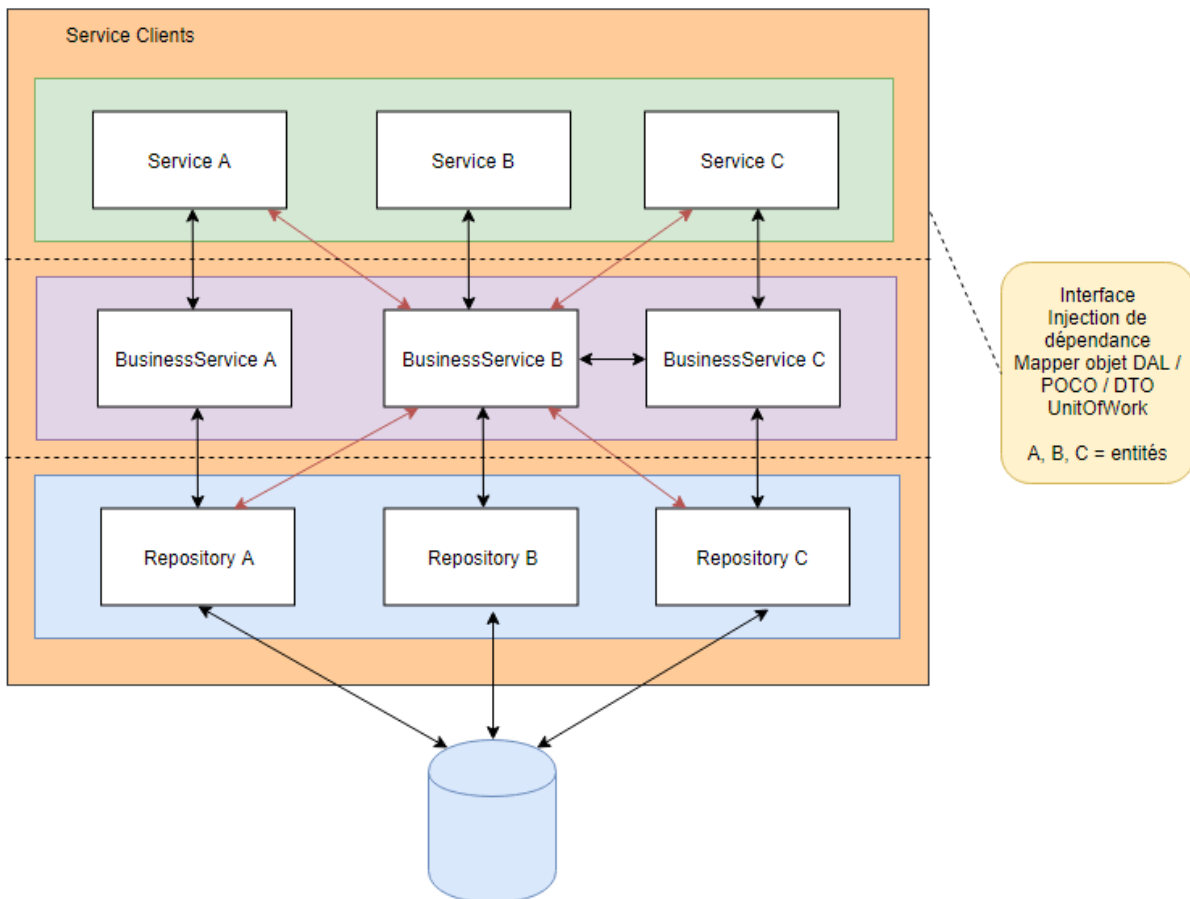 Service Clients
Service A
Service B
Service C
BusinessService A
BusinessService B
BusinessService C
Interface
Injection de
dépendance
Mapper objet DAL /
POCO / DTO
UnitOfWork
A, B, C = entités
Repository A
Repository B
Repository C